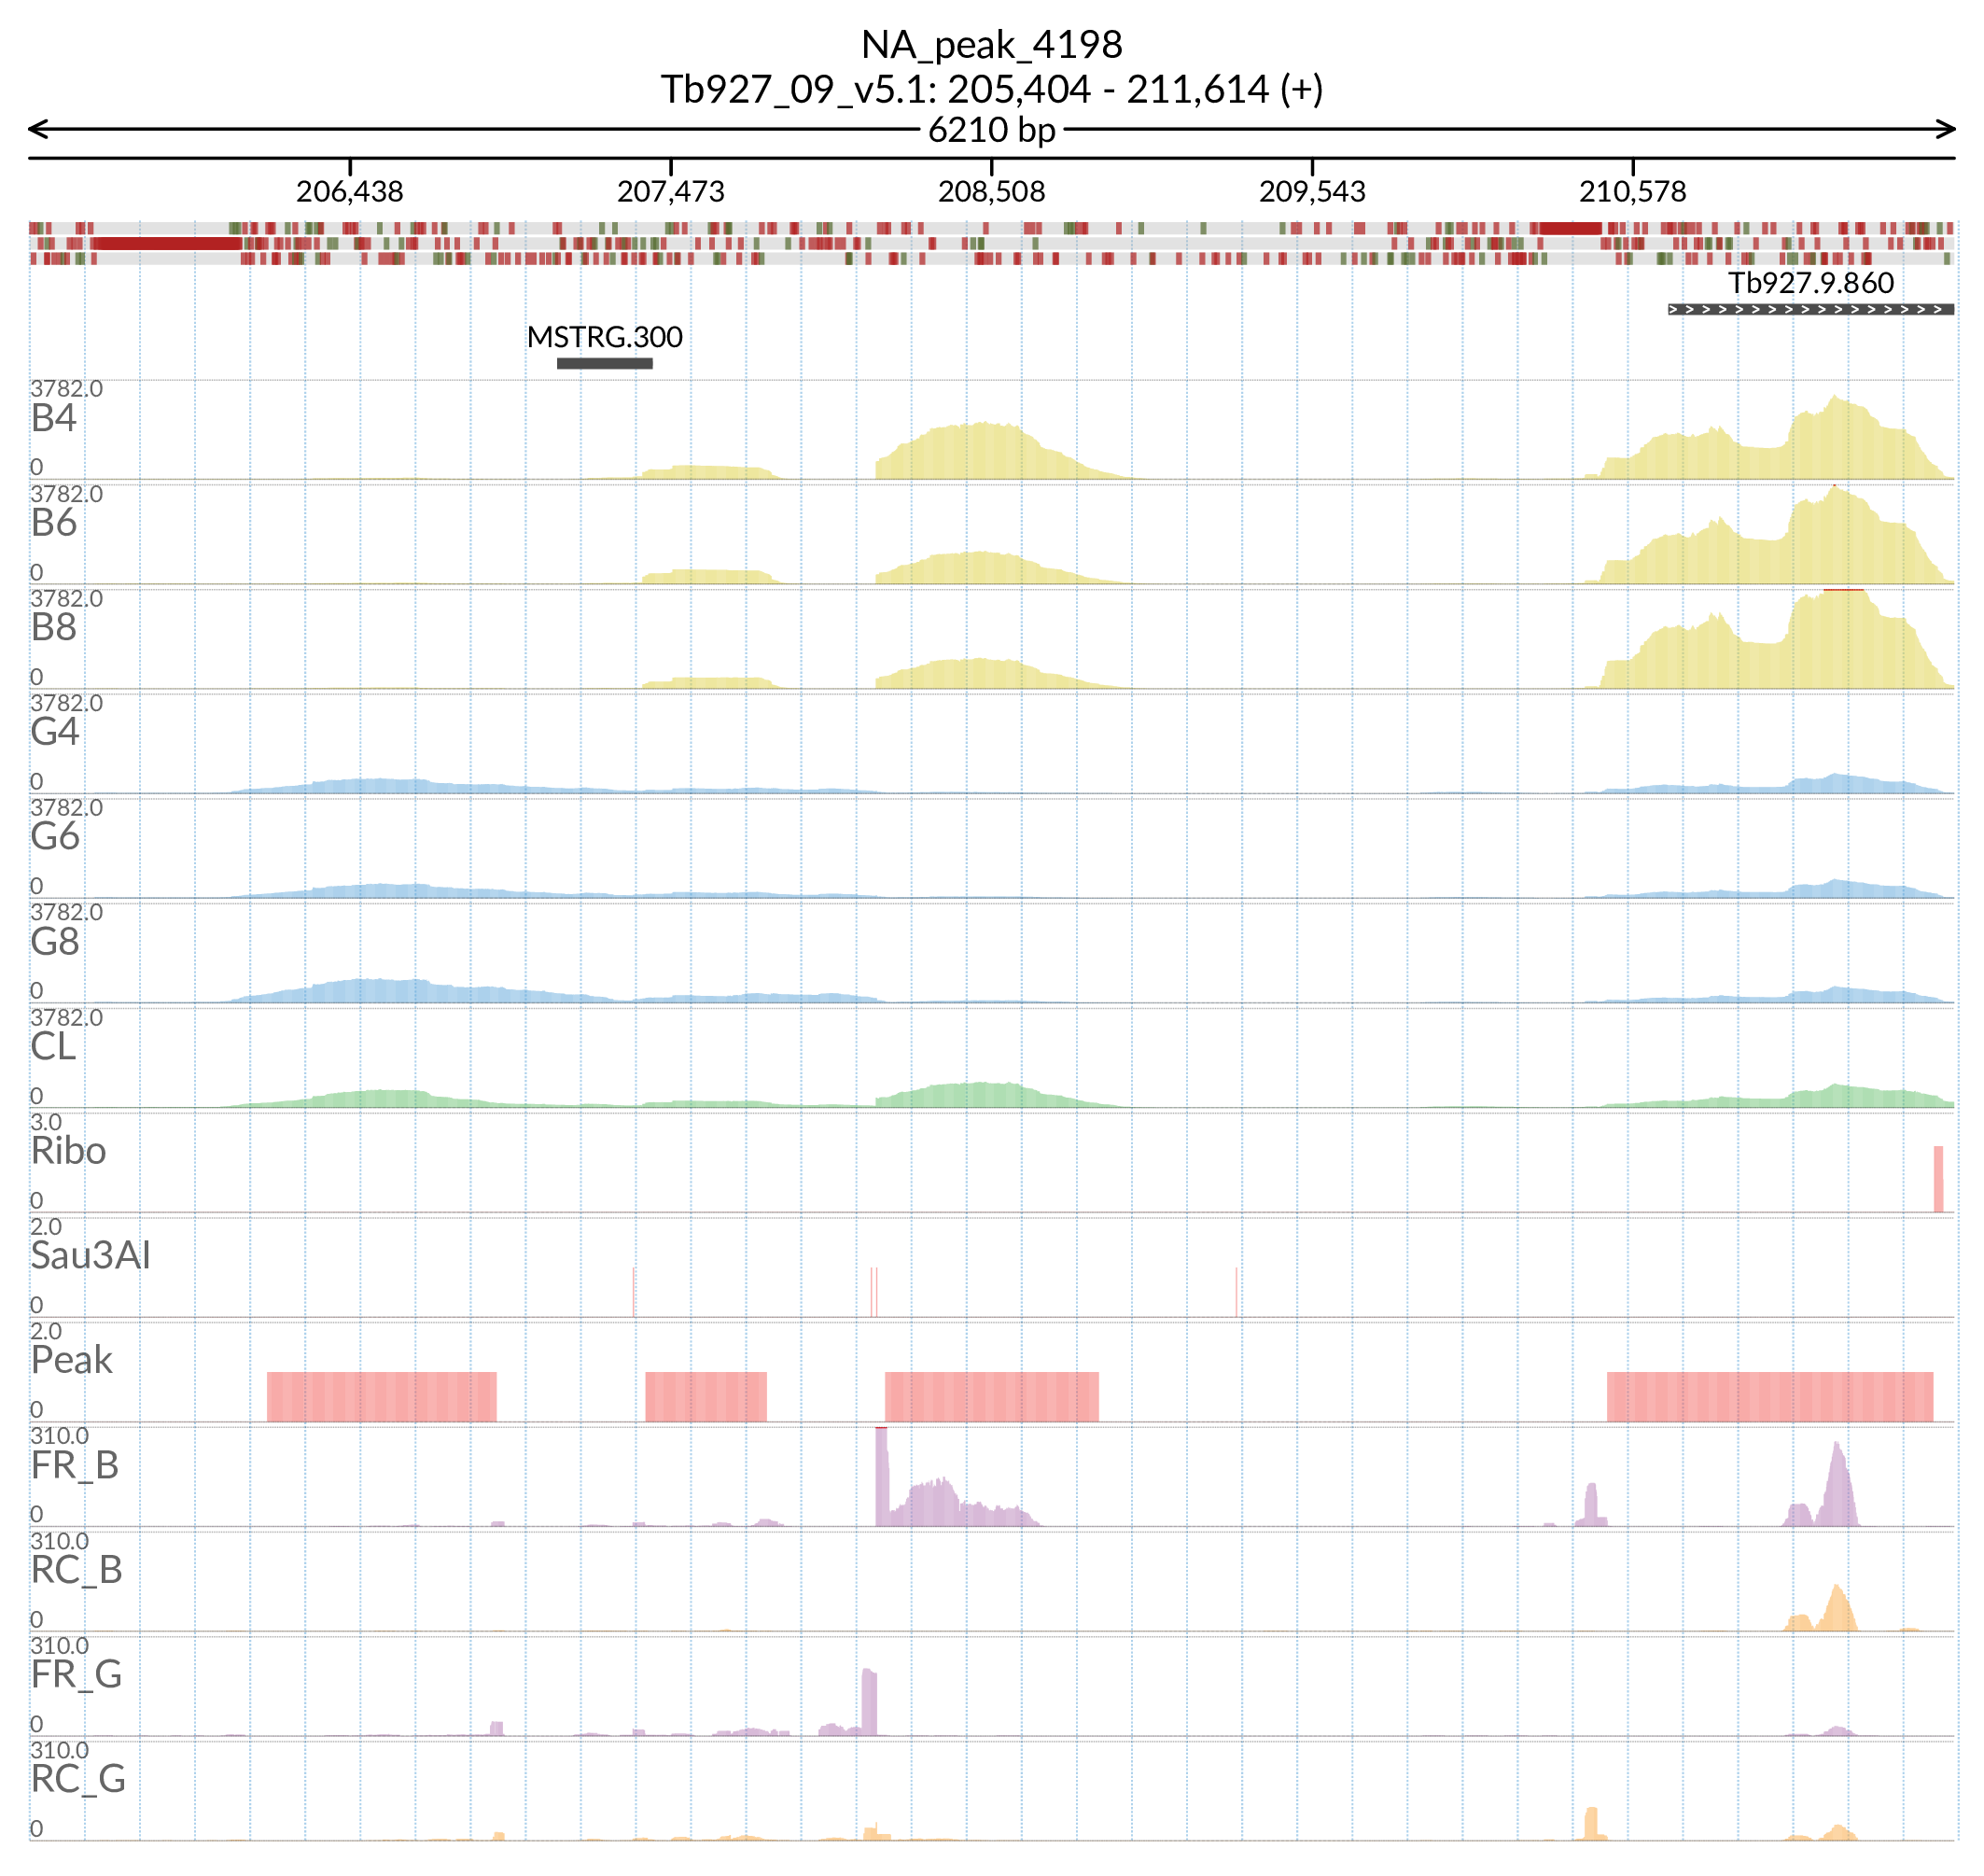 NA_peak_4198
Tb927_09_v5.1: 205,404 - 211,614 (+)
6210 bp
206,438 207,473 208,508 209,543 210,578
Tb927.9.860
MSTRG.300
3782.0
B4
0
3782.0
B6
0
3782.0
B8
0
3782.0
G4
0
3782.0
G6
0
3782.0
G8
0
3782.0
CL
0
3.0
Ribo
0
2.0
Sau3AI
0
2.0
Peak
0
310.0
FR_B
0
310.0
RC_B
0
310.0
FR_G
0
310.0
RC_G
0